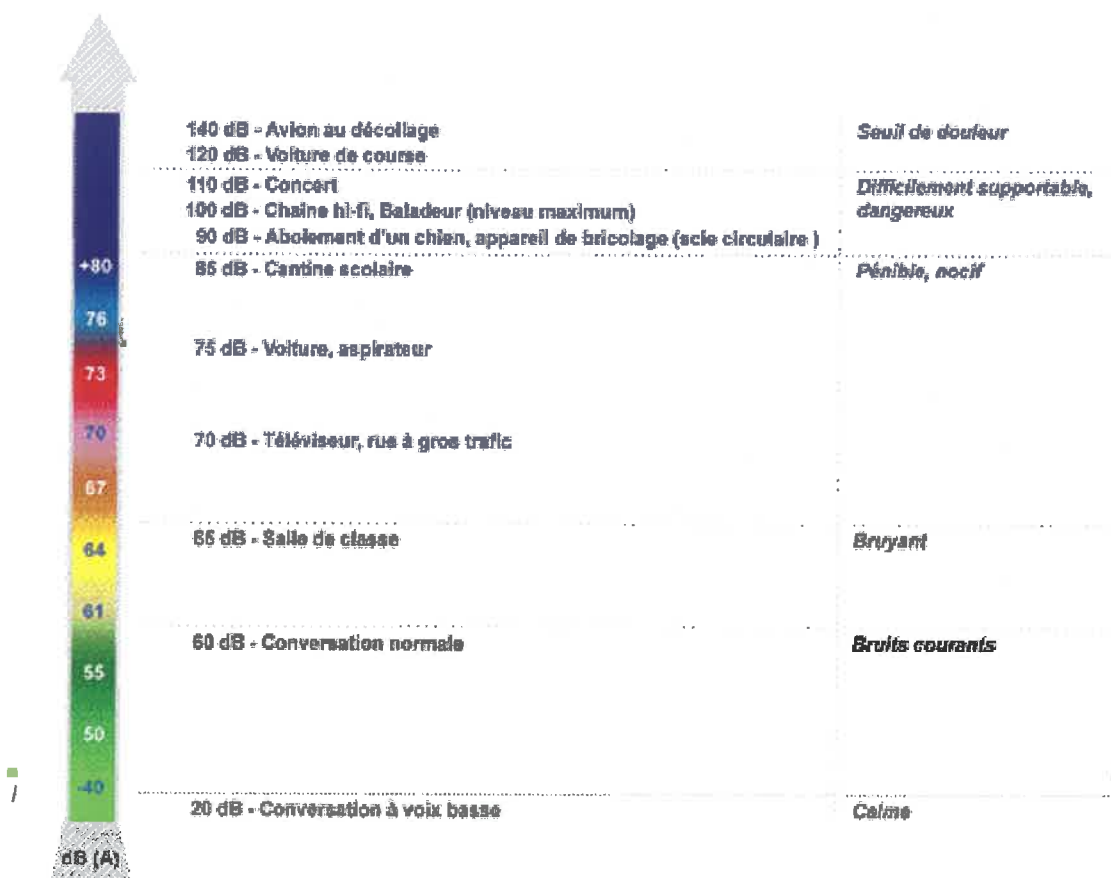 140 dB - Avion au décollage
Seuil de douleur
120 dB - Voiture de course
110 dB - Concert
Difficilement supportable,
100 dB - Chaine hi-fi, Baladeur (niveau maximum)
dangereux
90 dB - Aboiement d'un chien, appareil de bricolage (scie circulaire )
+80
85 dB - Cantine scolaire
Pénible, nocif
76
75 dB - Voiture, aspirateur
73
70
70 dB - Téléviseur, rue à gros trafic
67
65 dB - Salle de classe
Bruyant
64
61
60 dB - Conversation normale
Bruits courants
55
50
-40
20 dB - Conversation à voix basse
Calme
dB (A)